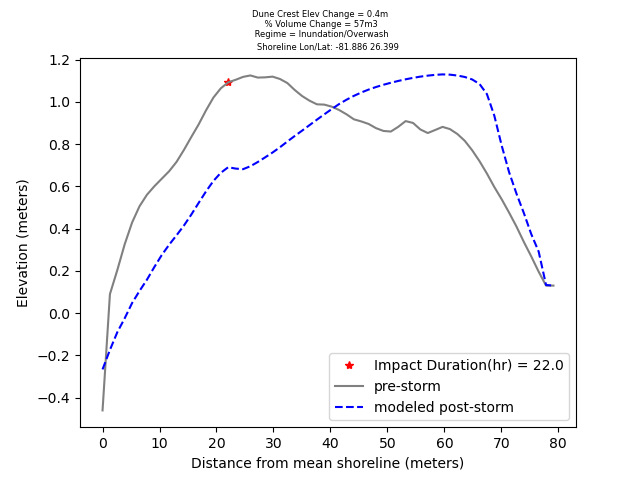 Dune Crest Elev Change = 0.4m
% Volume Change = 57m3
Regime = Inundation/Overwash
Shoreline Lon/Lat: -81.886 26.399
1.2
1.0
0.8
0.6
0.4
0.2
0.0
−0.2
−0.4
Elevation (meters)
Impact Duration(hr) = 22.0
pre-storm
modeled post-storm
0 10 20 30 40 50 60 70 80
Distance from mean shoreline (meters)